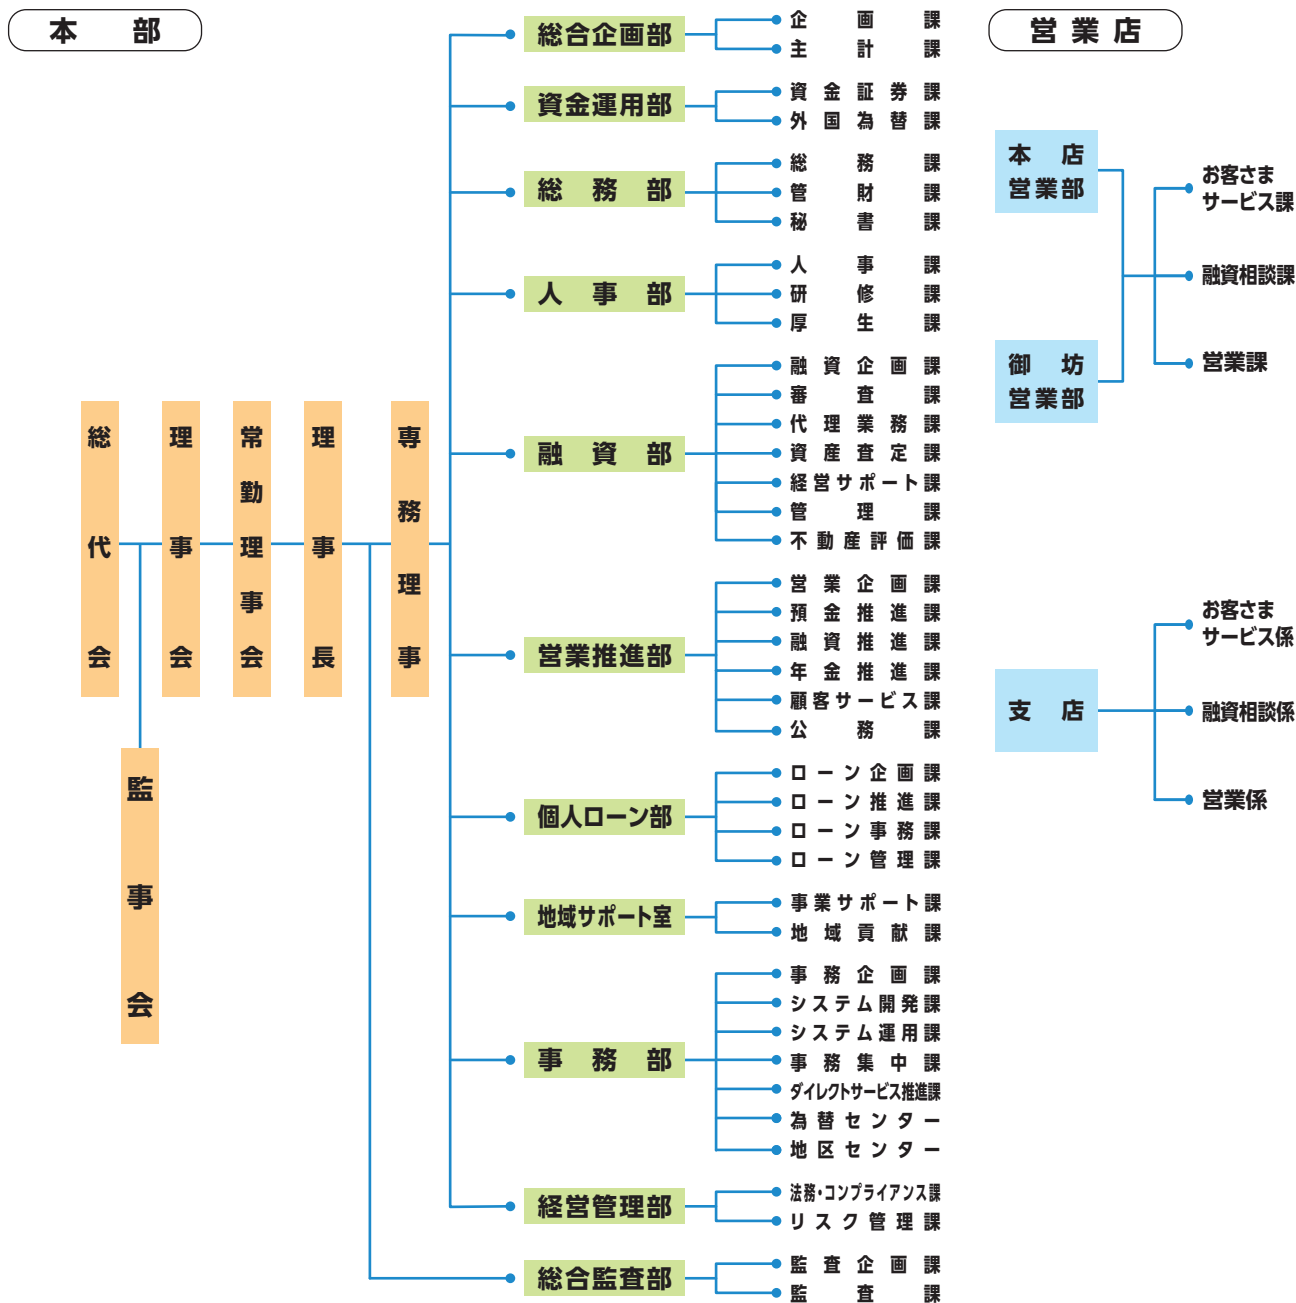 本部
総代会
理事会
常勤理事会
理事長
専務理事
監事会
総合企画部
企画課
主計課
資金運用部
資金証券課
外国為替課
総務部
総務課
管財課
秘書課
人事部
人事課
研修課
厚生課
融資部
融資企画課
審査課
代理業務課
資産査定課
経営サポート課
管理課
不動産評価課
営業推進部
営業企画課
預金推進課
融資推進課
年金推進課
顧客サービス課
公務課
個人ローン部
ローン企画課
ローン推進課
ローン事務課
ローン管理課
地域サポート室
事業サポート課
地域貢献課
事務部
事務企画課
システム開発課
システム運用課
事務集中課
ダイレクトサービス推進課
為替センター
地区センター
経営管理部
法務・コンプライアンス課
リスク管理課
総合監査部
監査企画課
監査課
営業店
本店
営業部
御坊
営業部
お客さま
サービス課
融資相談課
営業課
支店
お客さま
サービス係
融資相談係
営業係